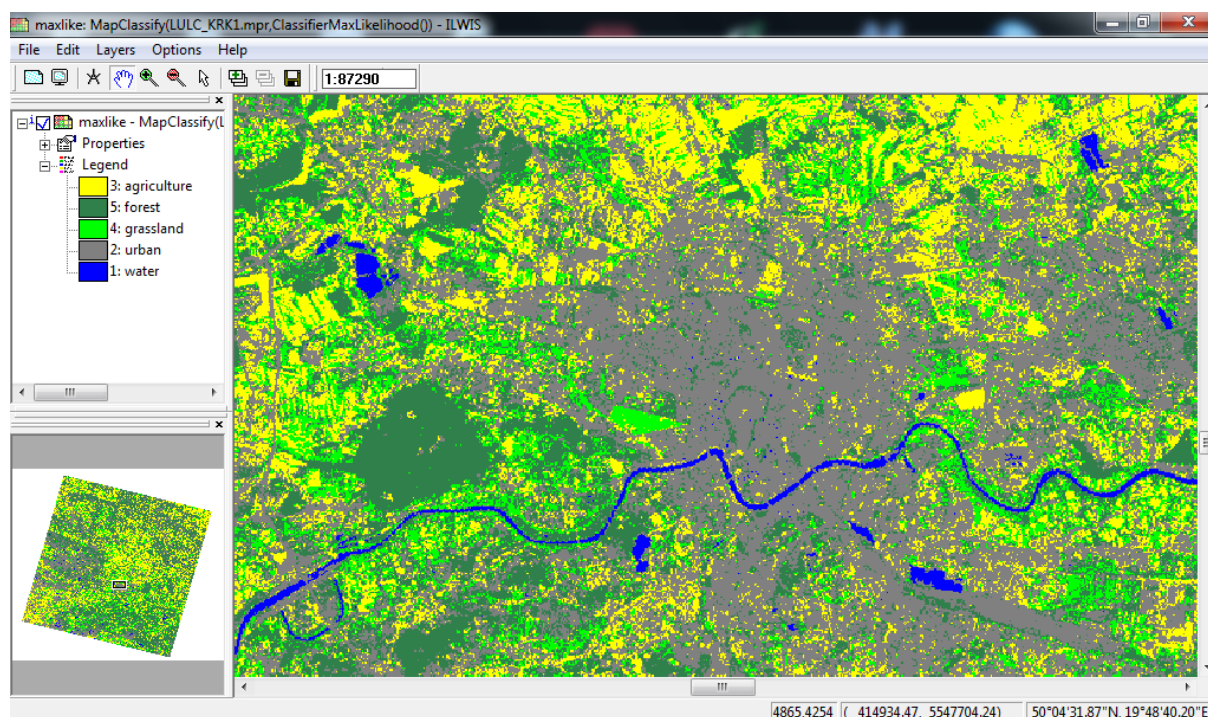 maxlike: MapClassify(LULC_KRK1.mpr,ClassifierMaxLikelihood()) - ILWIS
File Edit Layers Options Help
1:87290
maxlike - MapClassify(L
Properties
Legend
3: agriculture
5: forest
4: grassland
2: urban
1: water
4865,4254 ( 414934.47, 5547704.24) 50°04'31.87"N, 19°48'40.20"E